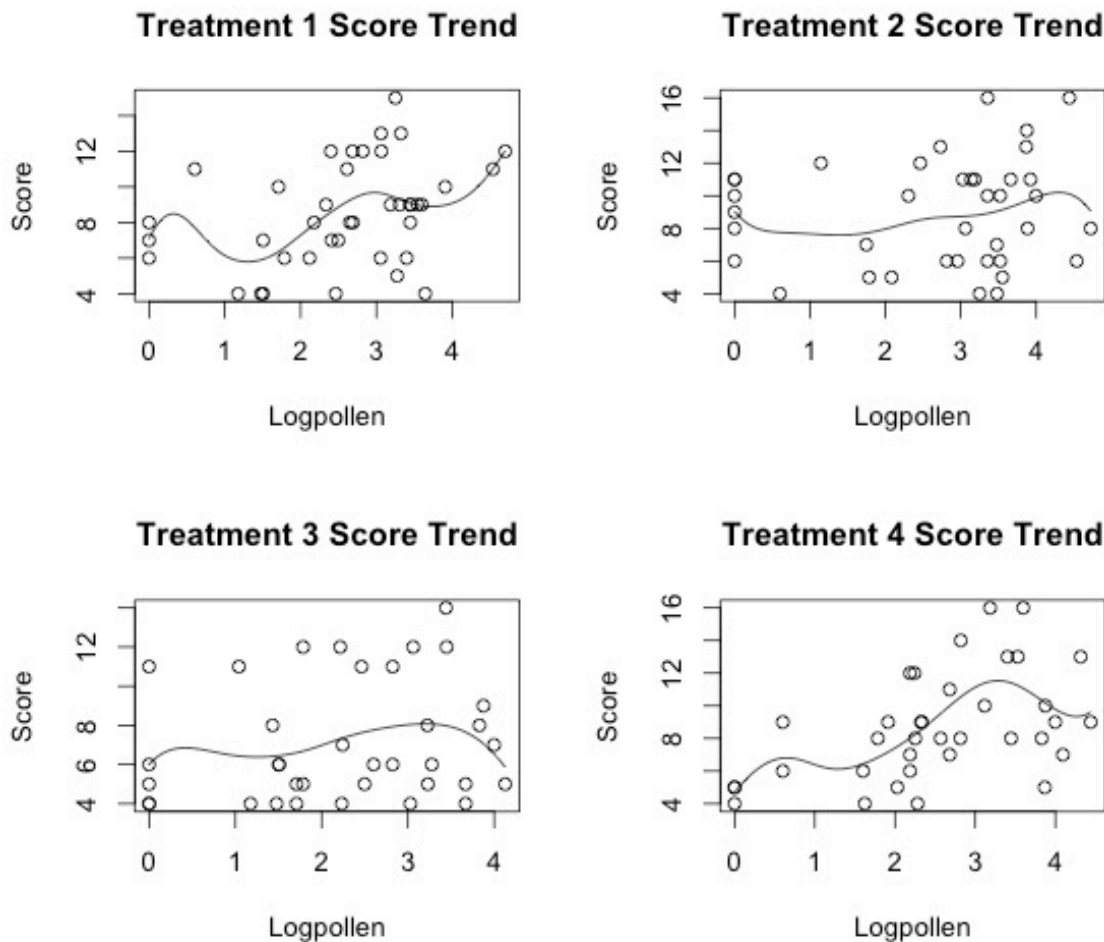 Treatment 1 Score Trend
Score
4 8 12
0 1 2 3 4
Logpollen
Treatment 2 Score Trend
Score
4 8 12 16
0 1 2 3 4
Logpollen
Treatment 3 Score Trend
Score
4 6 8 12
0 1 2 3 4
Logpollen
Treatment 4 Score Trend
Score
4 8 12 16
0 1 2 3 4
Logpollen